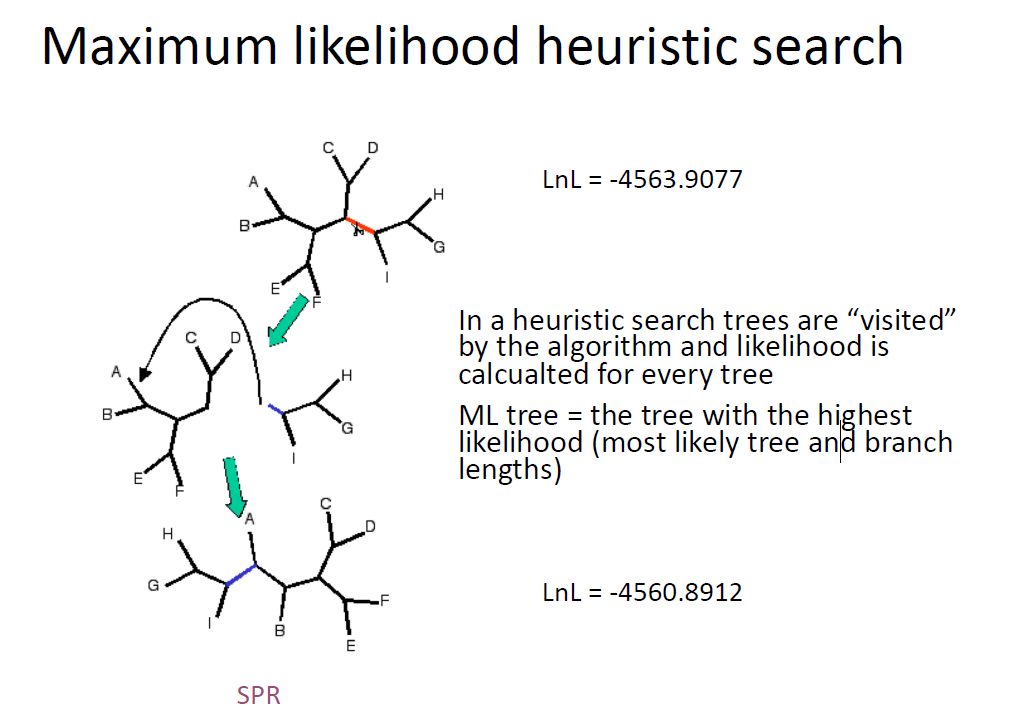 Maximum likelihood heuristic search
C D
A
H
B
G
E
F
I
LnL = -4563.9077
C D
A
H
B
G
I
E
F
In a heuristic search trees are “visited”
by the algorithm and likelihood is
calcualted for every tree
ML tree = the tree with the highest
likelihood (most likely tree and branch
lengths)
C
A
D
H
G
F
I
B
E
LnL = -4560.8912
SPR